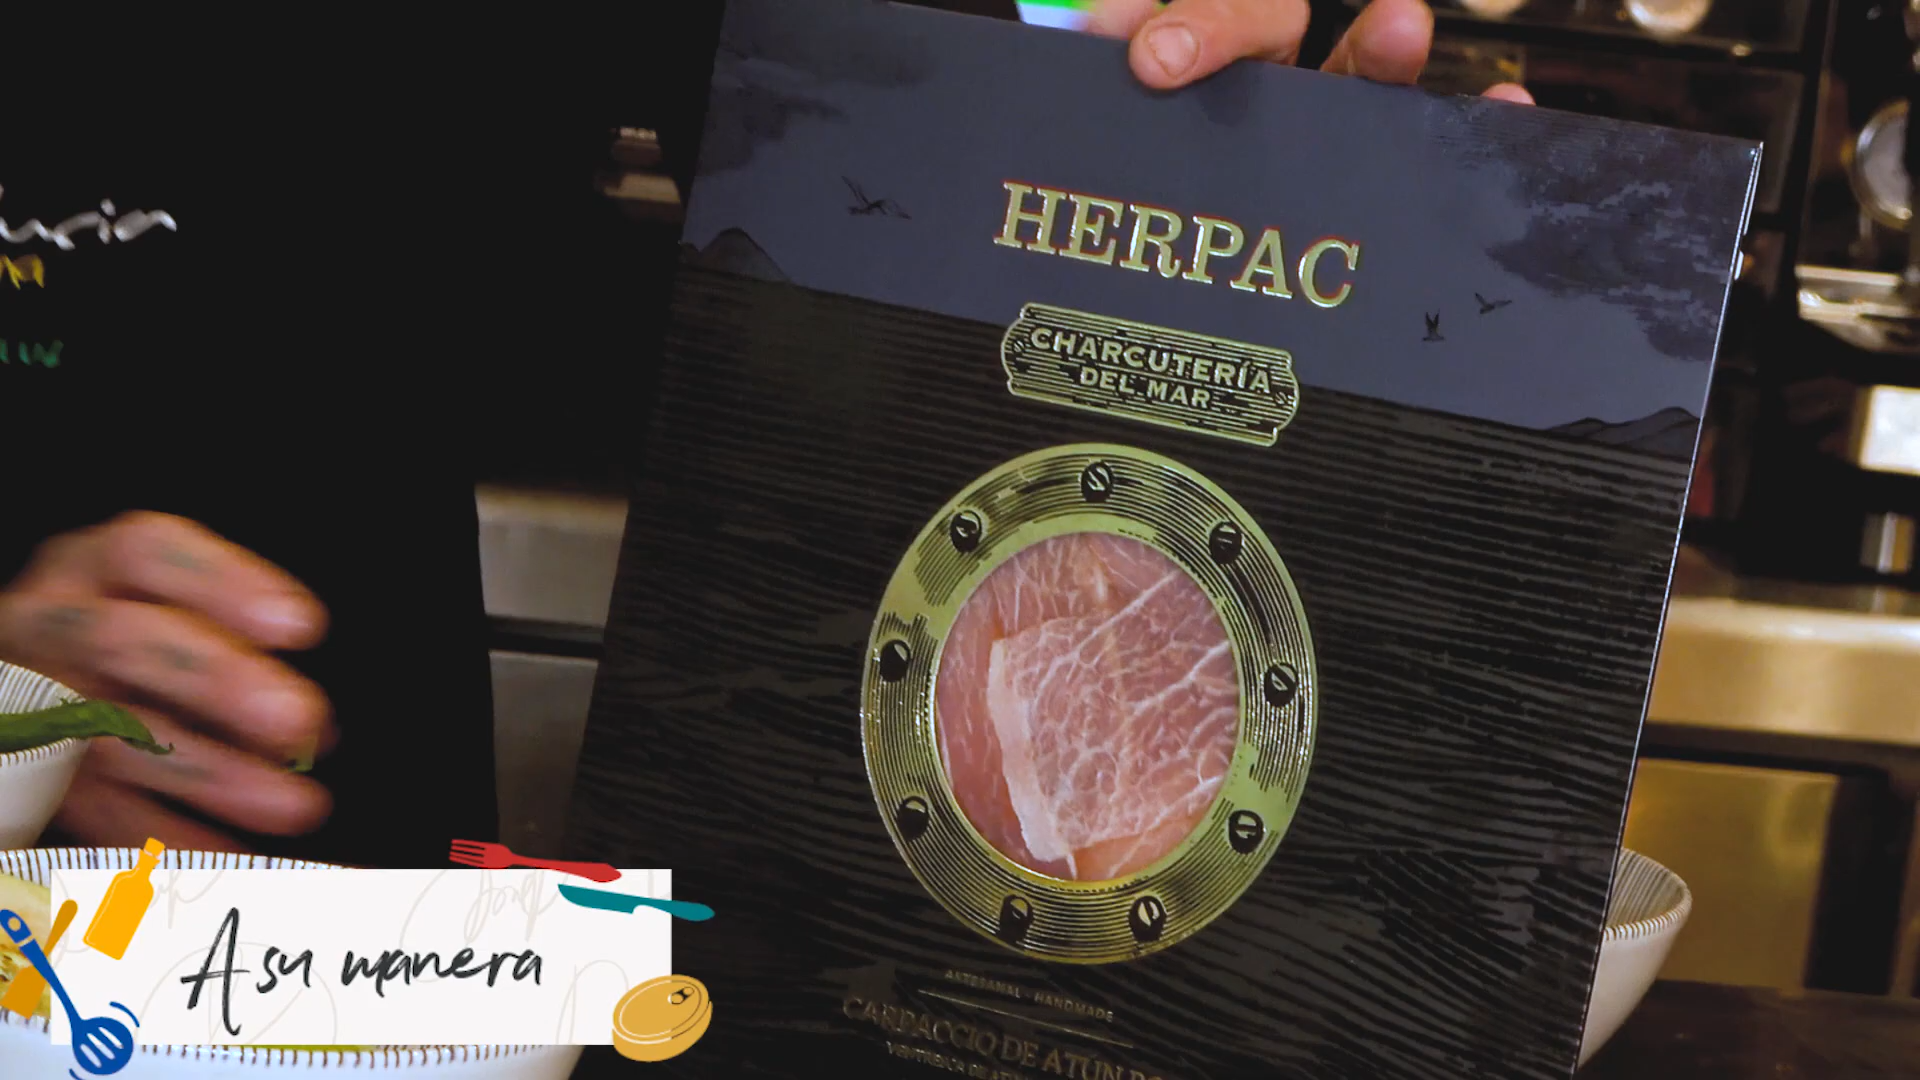 HERPAC
CHARCUTERÍA
DEL MAR
ARTESANAL - HANDMADE
CARPACCIO DE ATÚN
A su manera